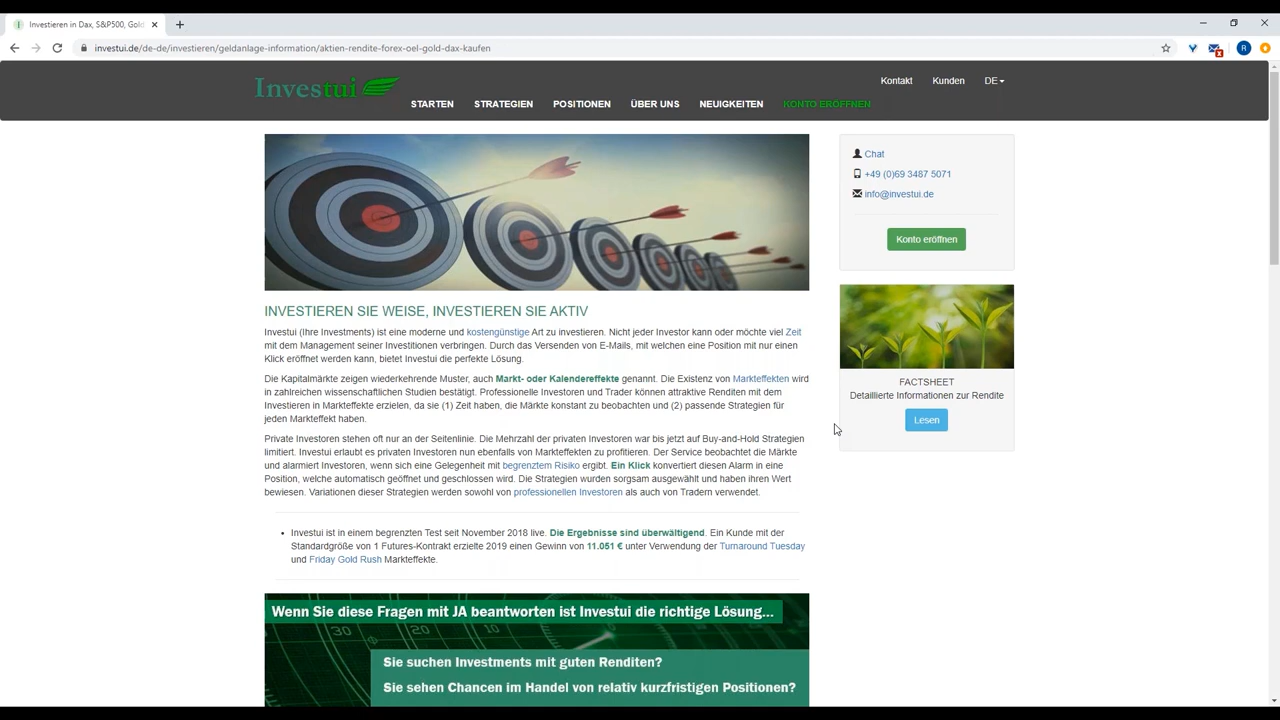 Investieren in Dax, S&P500, Gold
investui.de/de-de/investieren/geldanlage-information/aktien-rendite-forex-oel-gold-dax-kaufen
R
Investui
Kontakt Kunden DE
STARTEN STRATEGIEN POSITIONEN ÜBER UNS NEUIGKEITEN KONTO ERÖFFNEN
Chat
+49 (0)69 3487 5071
info@investui.de
Konto eröffnen
INVESTIEREN SIE WEISE, INVESTIEREN SIE AKTIV
Investui (Ihre Investments) ist eine moderne und kostengünstige Art zu investieren. Nicht jeder Investor kann oder möchte viel Zeit
mit dem Management seiner Investitionen verbringen. Durch das Versenden von E-Mails, mit welchen eine Position mit nur einen
Klick eröffnet werden kann, bietet Investui die perfekte Lösung.
Die Kapitalmärkte zeigen wiederkehrende Muster, auch Markt- oder Kalendereffekte genannt. Die Existenz von Markteffekten wird
in zahlreichen wissenschaftlichen Studien bestätigt. Professionelle Investoren und Trader können attraktive Renditen mit dem
Investieren in Markteffekte erzielen, da sie (1) Zeit haben, die Märkte konstant zu beobachten und (2) passende Strategien für
jeden Marktteffekt haben.
Private Investoren stehen oft nur an der Seitenlinie. Die Mehrzahl der privaten Investoren war bis jetzt auf Buy-and-Hold Strategien
limitiert. Investui erlaubt es privaten Investoren nun ebenfalls von Markteffekten zu profitieren. Der Service beobachtet die Märkte
und alarmiert Investoren, wenn sich eine Gelegenheit mit begrenztem Risiko ergibt. Ein Klick konvertiert diesen Alarm in eine
Position, welche automatisch geöffnet und geschlossen wird. Die Strategien wurden sorgsam ausgewählt und haben ihren Wert
bewiesen. Variationen dieser Strategien werden sowohl von professionellen Investoren als auch von Tradern verwendet.
Investui ist in einem begrenzten Test seit November 2018 live. Die Ergebnisse sind überwältigend. Ein Kunde mit der
Standardgröße von 1 Futures-Kontrakt erzielte 2019 einen Gewinn von 11.051 € unter Verwendung der Turnaround Tuesday
und Friday Gold Rush Markteffekte.
FACTSHEET
Detaillierte Informationen zur Rendite
Lesen
Wenn Sie diese Fragen mit JA beantworten ist Investui die richtige Lösung...
30 20 10
Sie suchen Investments mit guten Renditen?
Sie sehen Chancen im Handel von relativ kurzfristigen Positionen?